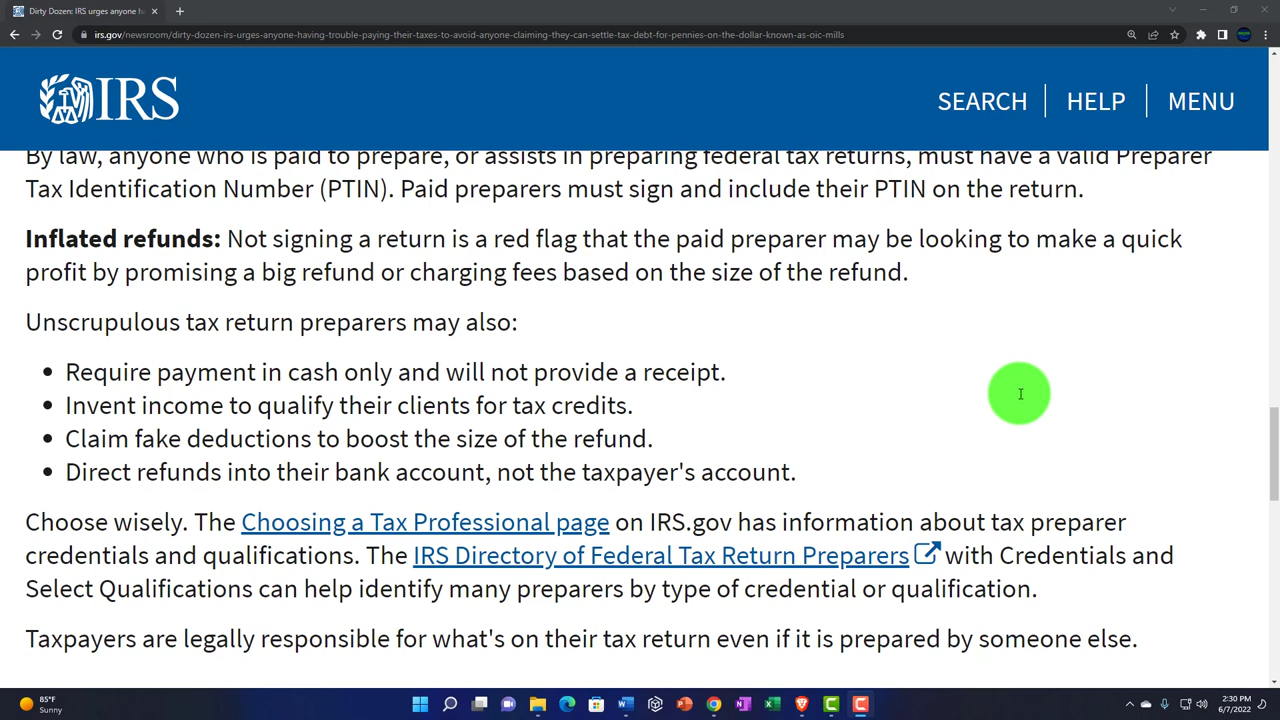 Dirty Dozen: IRS urges anyone ha
irs.gov/newsroom/dirty-dozen-irs-urges-anyone-having-trouble-paying-their-taxes-to-avoid-anyone-claiming-they-can-settle-tax-debt-for-pennies-on-the-dollar-known-as-oic-mills
IRS
SEARCH
HELP
MENU
By law, anyone who is paid to prepare, or assists in preparing federal tax returns, must have a valid Preparer
Tax Identification Number (PTIN). Paid preparers must sign and include their PTIN on the return.
Inflated refunds: Not signing a return is a red flag that the paid preparer may be looking to make a quick
profit by promising a big refund or charging fees based on the size of the refund.
Unscrupulous tax return preparers may also:
• Require payment in cash only and will not provide a receipt.
• Invent income to qualify their clients for tax credits.
• Claim fake deductions to boost the size of the refund.
• Direct refunds into their bank account, not the taxpayer's account.
Choose wisely. The Choosing a Tax Professional page on IRS.gov has information about tax preparer
credentials and qualifications. The IRS Directory of Federal Tax Return Preparers with Credentials and
Select Qualifications can help identify many preparers by type of credential or qualification.
Taxpayers are legally responsible for what's on their tax return even if it is prepared by someone else.
85°F
Sunny
2:30 PM
6/7/2022